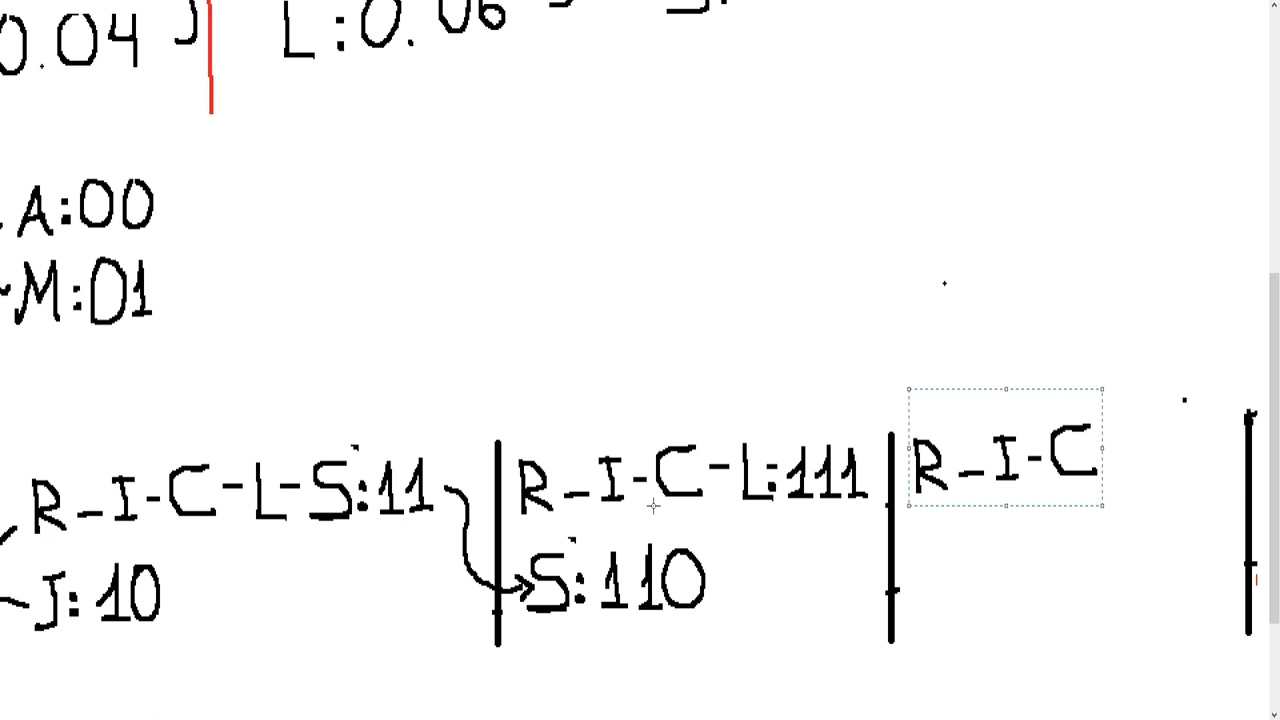 0.04 L:0.06
A:00
M:01
R-I-C-L-S:11 R-I-C-L:111 R-I-C
J:10 S:110